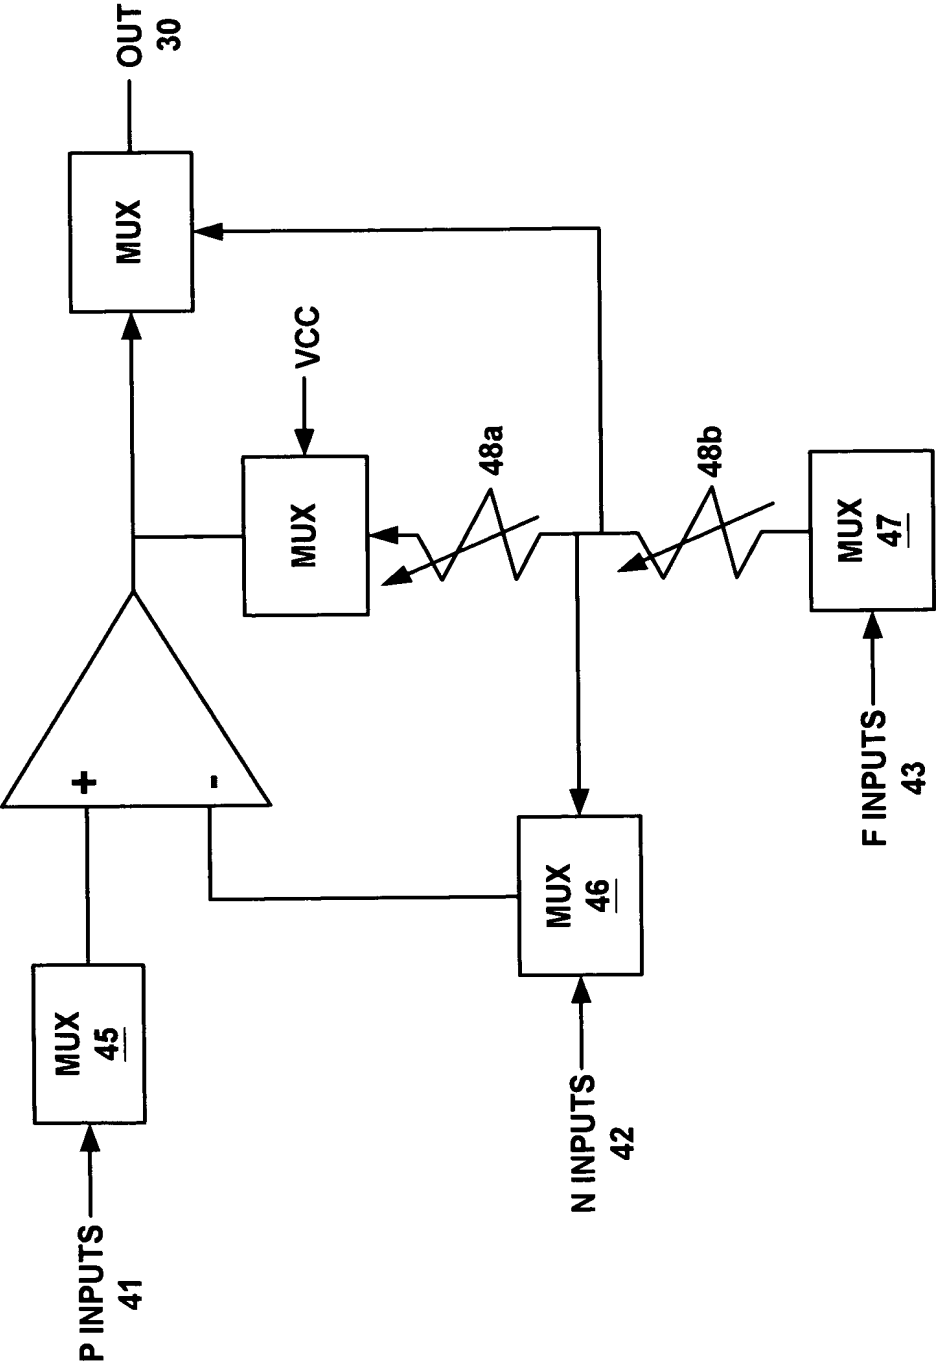 P INPUTS
41
MUX
45
+
-
MUX
OUT
30
MUX
VCC
N INPUTS
42
MUX
46
48a
48b
F INPUTS
43
MUX
47